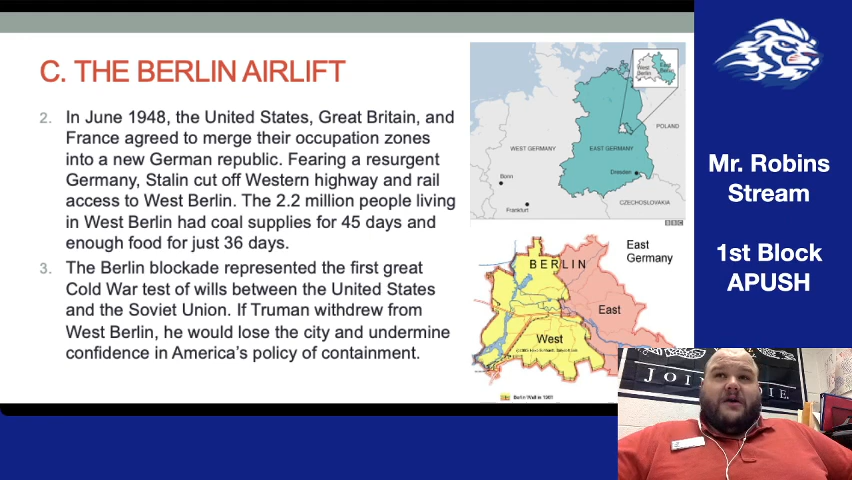 C. THE BERLIN AIRLIFT
2. In June 1948, the United States, Great Britain, and
France agreed to merge their occupation zones
into a new German republic. Fearing a resurgent
Germany, Stalin cut off Western highway and rail
access to West Berlin. The 2.2 million people living
in West Berlin had coal supplies for 45 days and
enough food for just 36 days.
3. The Berlin blockade represented the first great
Cold War test of wills between the United States
and the Soviet Union. If Truman withdrew from
West Berlin, he would lose the city and undermine
confidence in America's policy of containment.
West
Berlin
East
Berlin
POLAND
WEST GERMANY
EAST GERMANY
Bonn
Dresden
Frankfurt
CZECHOSLOVAKIA
BBC
BERLIN
East
Germany
East
West
Berlin Wall in 1961
Mr. Robins
Stream
1st Block
APUSH
JOIN
DIE.